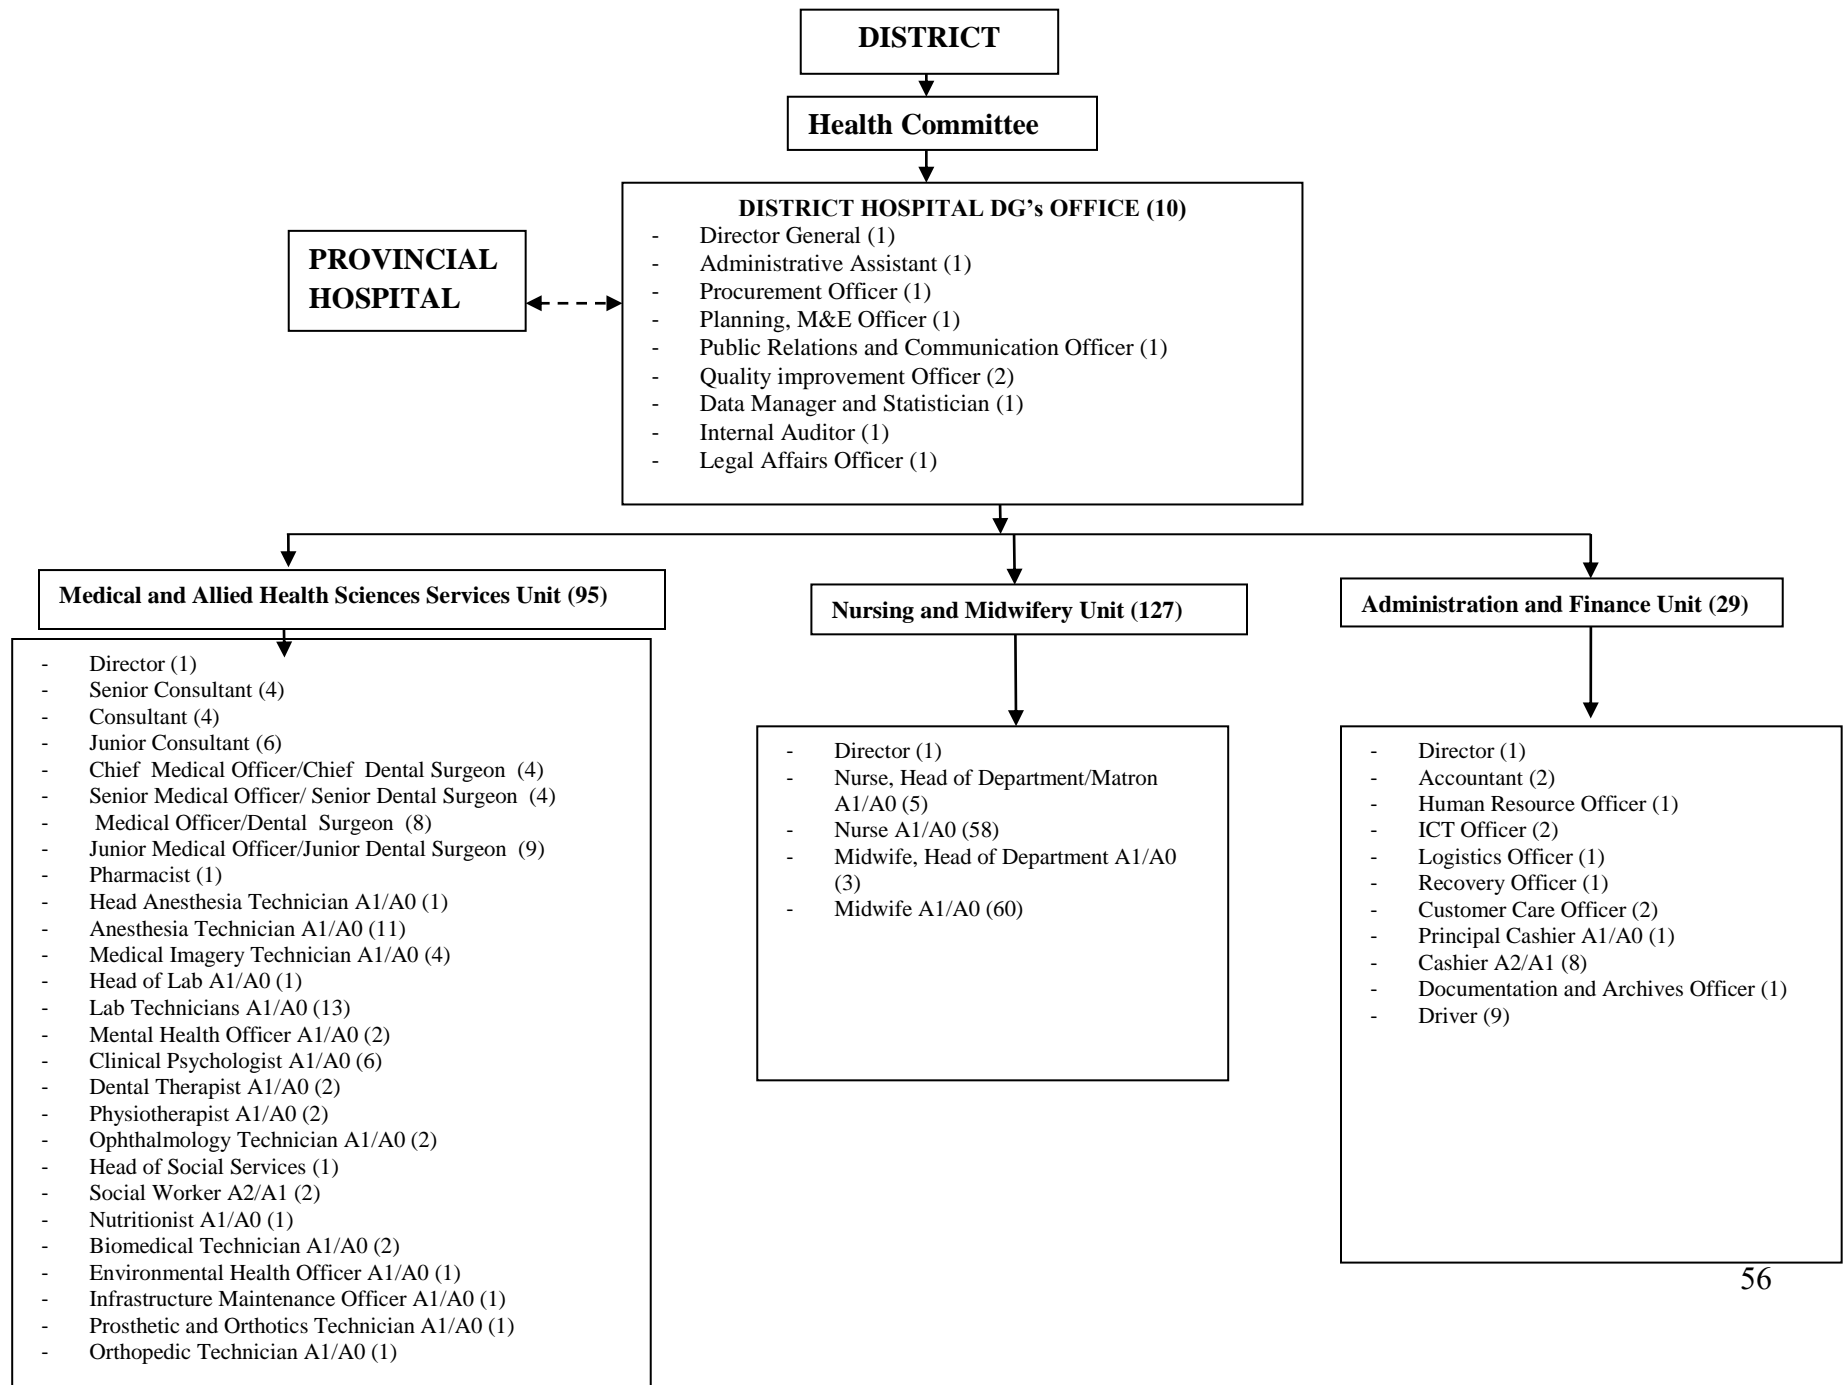 DISTRICT
Health Committee
DISTRICT HOSPITAL DG’s OFFICE (10)
- Director General (1)
- Administrative Assistant (1)
- Procurement Officer (1)
- Planning, M&E Officer (1)
- Public Relations and Communication Officer (1)
- Quality improvement Officer (2)
- Data Manager and Statistician (1)
- Internal Auditor (1)
- Legal Affairs Officer (1)
PROVINCIAL
HOSPITAL
Medical and Allied Health Sciences Services Unit (95)
- Director (1)
- Senior Consultant (4)
- Consultant (4)
- Junior Consultant (6)
- Chief Medical Officer/Chief Dental Surgeon (4)
- Senior Medical Officer/ Senior Dental Surgeon (4)
- Medical Officer/Dental Surgeon (8)
- Junior Medical Officer/Junior Dental Surgeon (9)
- Pharmacist (1)
- Head Anesthesia Technician A1/A0 (1)
- Anesthesia Technician A1/A0 (11)
- Medical Imagery Technician A1/A0 (4)
- Head of Lab A1/A0 (1)
- Lab Technicians A1/A0 (13)
- Mental Health Officer A1/A0 (2)
- Clinical Psychologist A1/A0 (6)
- Dental Therapist A1/A0 (2)
- Physiotherapist A1/A0 (2)
- Ophthalmology Technician A1/A0 (2)
- Head of Social Services (1)
- Social Worker A2/A1 (2)
- Nutritionist A1/A0 (1)
- Biomedical Technician A1/A0 (2)
- Environmental Health Officer A1/A0 (1)
- Infrastructure Maintenance Officer A1/A0 (1)
- Prosthetic and Orthotics Technician A1/A0 (1)
- Orthopedic Technician A1/A0 (1)
Nursing and Midwifery Unit (127)
- Director (1)
- Nurse, Head of Department/Matron
A1/A0 (5)
- Nurse A1/A0 (58)
- Midwife, Head of Department A1/A0
(3)
- Midwife A1/A0 (60)
Administration and Finance Unit (29)
- Director (1)
- Accountant (2)
- Human Resource Officer (1)
- ICT Officer (2)
- Logistics Officer (1)
- Recovery Officer (1)
- Customer Care Officer (2)
- Principal Cashier A1/A0 (1)
- Cashier A2/A1 (8)
- Documentation and Archives Officer (1)
- Driver (9)
56